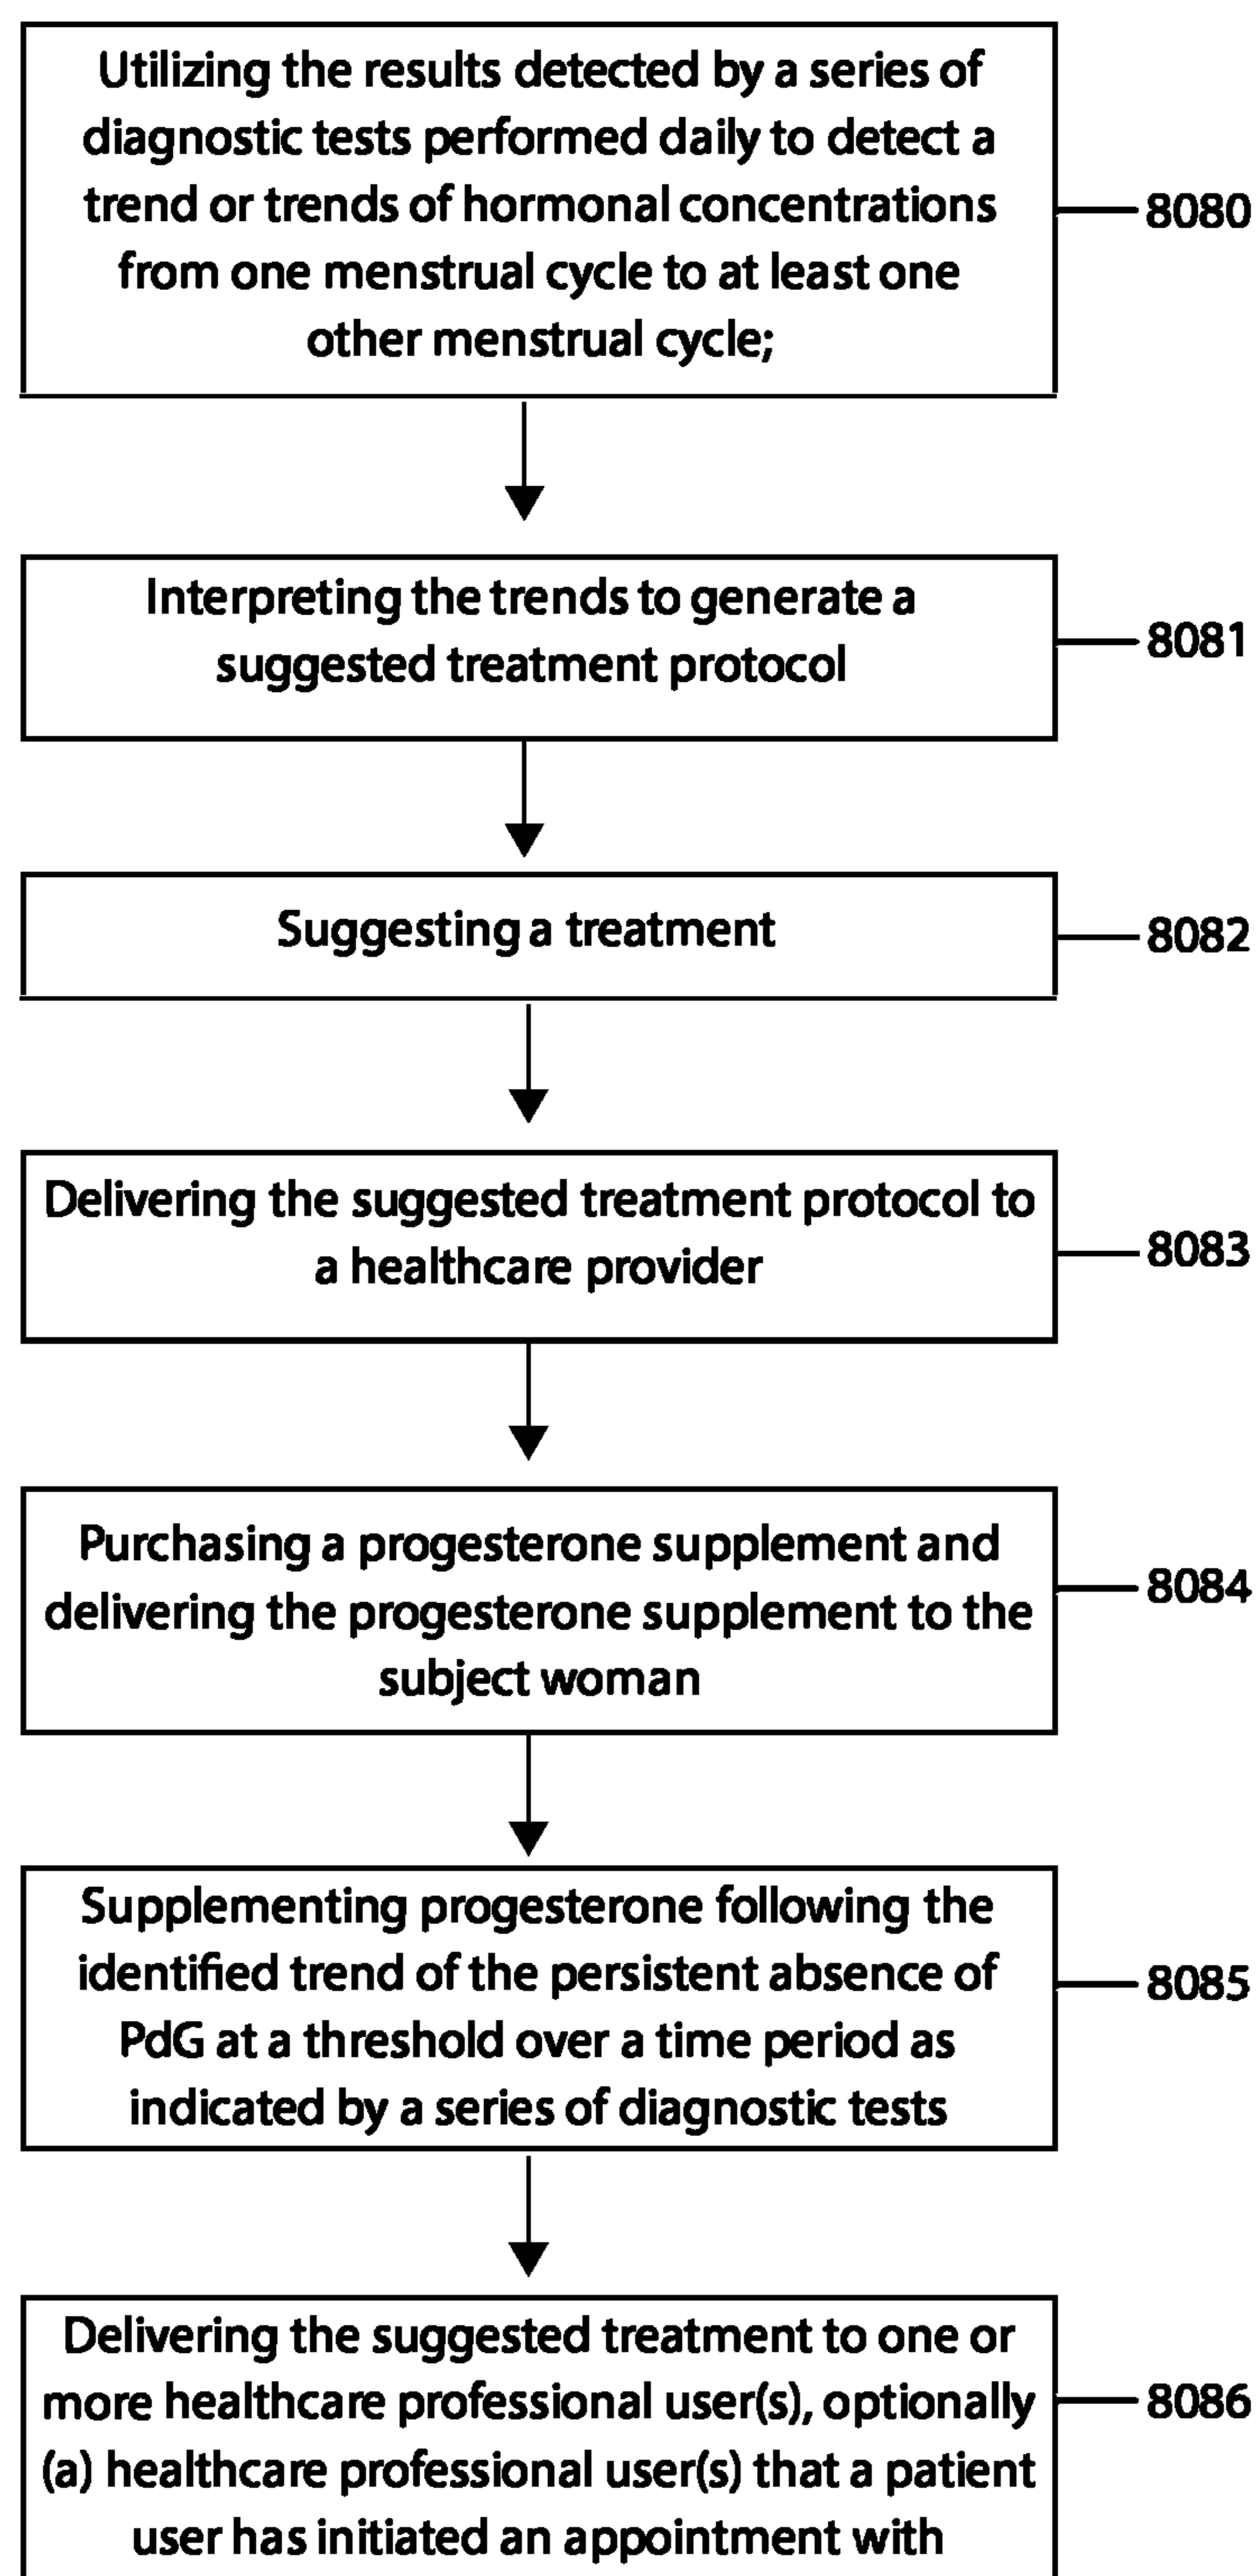 Utilizing the results detected by a series of
diagnostic tests performed daily to detect a
trend or trends of hormonal concentrations
from one menstrual cycle to at least one
other menstrual cycle;
8080
Interpreting the trends to generate a
suggested treatment protocol
8081
Suggesting a treatment
8082
Delivering the suggested treatment protocol to
a healthcare provider
8083
Purchasing a progesterone supplement and
delivering the progesterone supplement to the
subject woman
8084
Supplementing progesterone following the
identified trend of the persistent absence of
PdG at a threshold over a time period as
indicated by a series of diagnostic tests
8085
Delivering the suggested treatment to one or
more healthcare professional user(s), optionally
(a) healthcare professional user(s) that a patient
user has initiated an appointment with
8086